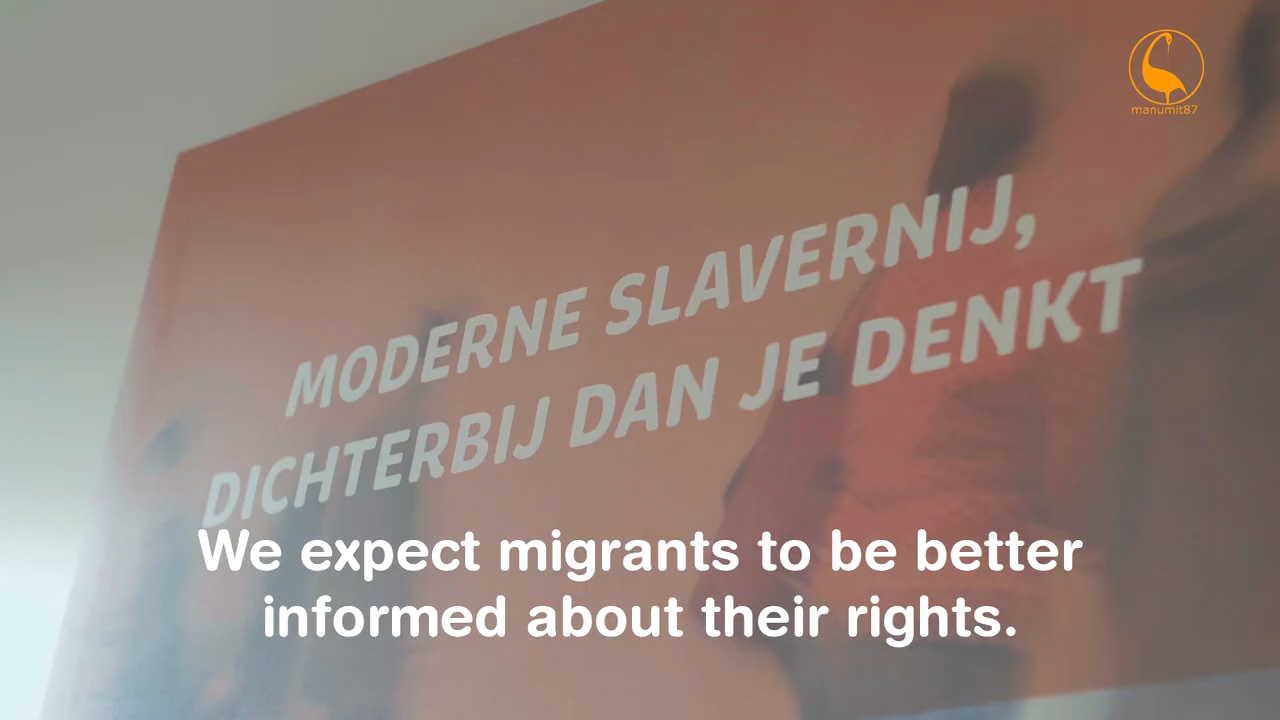 manumit87
MODERNE SLAVERNIJ,
DICHTERBIJ DAN JE DENKT
We expect migrants to be better
informed about their rights.